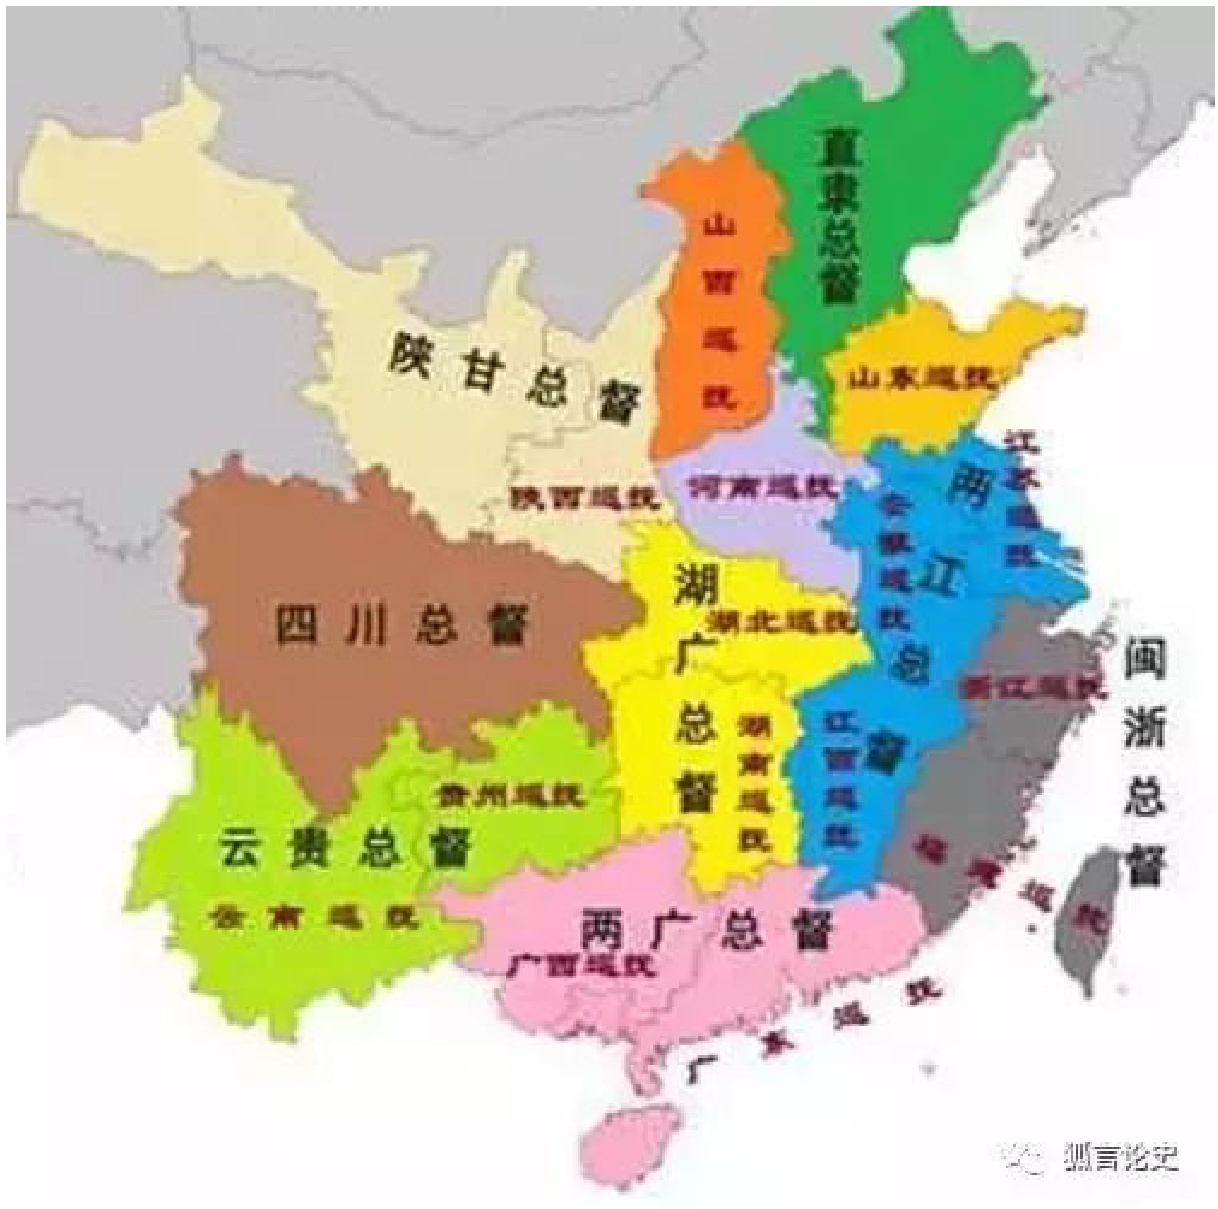 直隶总督
山西巡抚
山东巡抚
陕甘总督
陕西巡抚
河南巡抚
江苏巡抚
两江总督
安徽巡抚
四川总督
湖广总督
湖北巡抚
浙江巡抚
闽浙总督
湖南巡抚
江西巡抚
贵州巡抚
云贵总督
云南巡抚
福建巡抚
两广总督
广西巡抚
广东巡抚
狐言论史